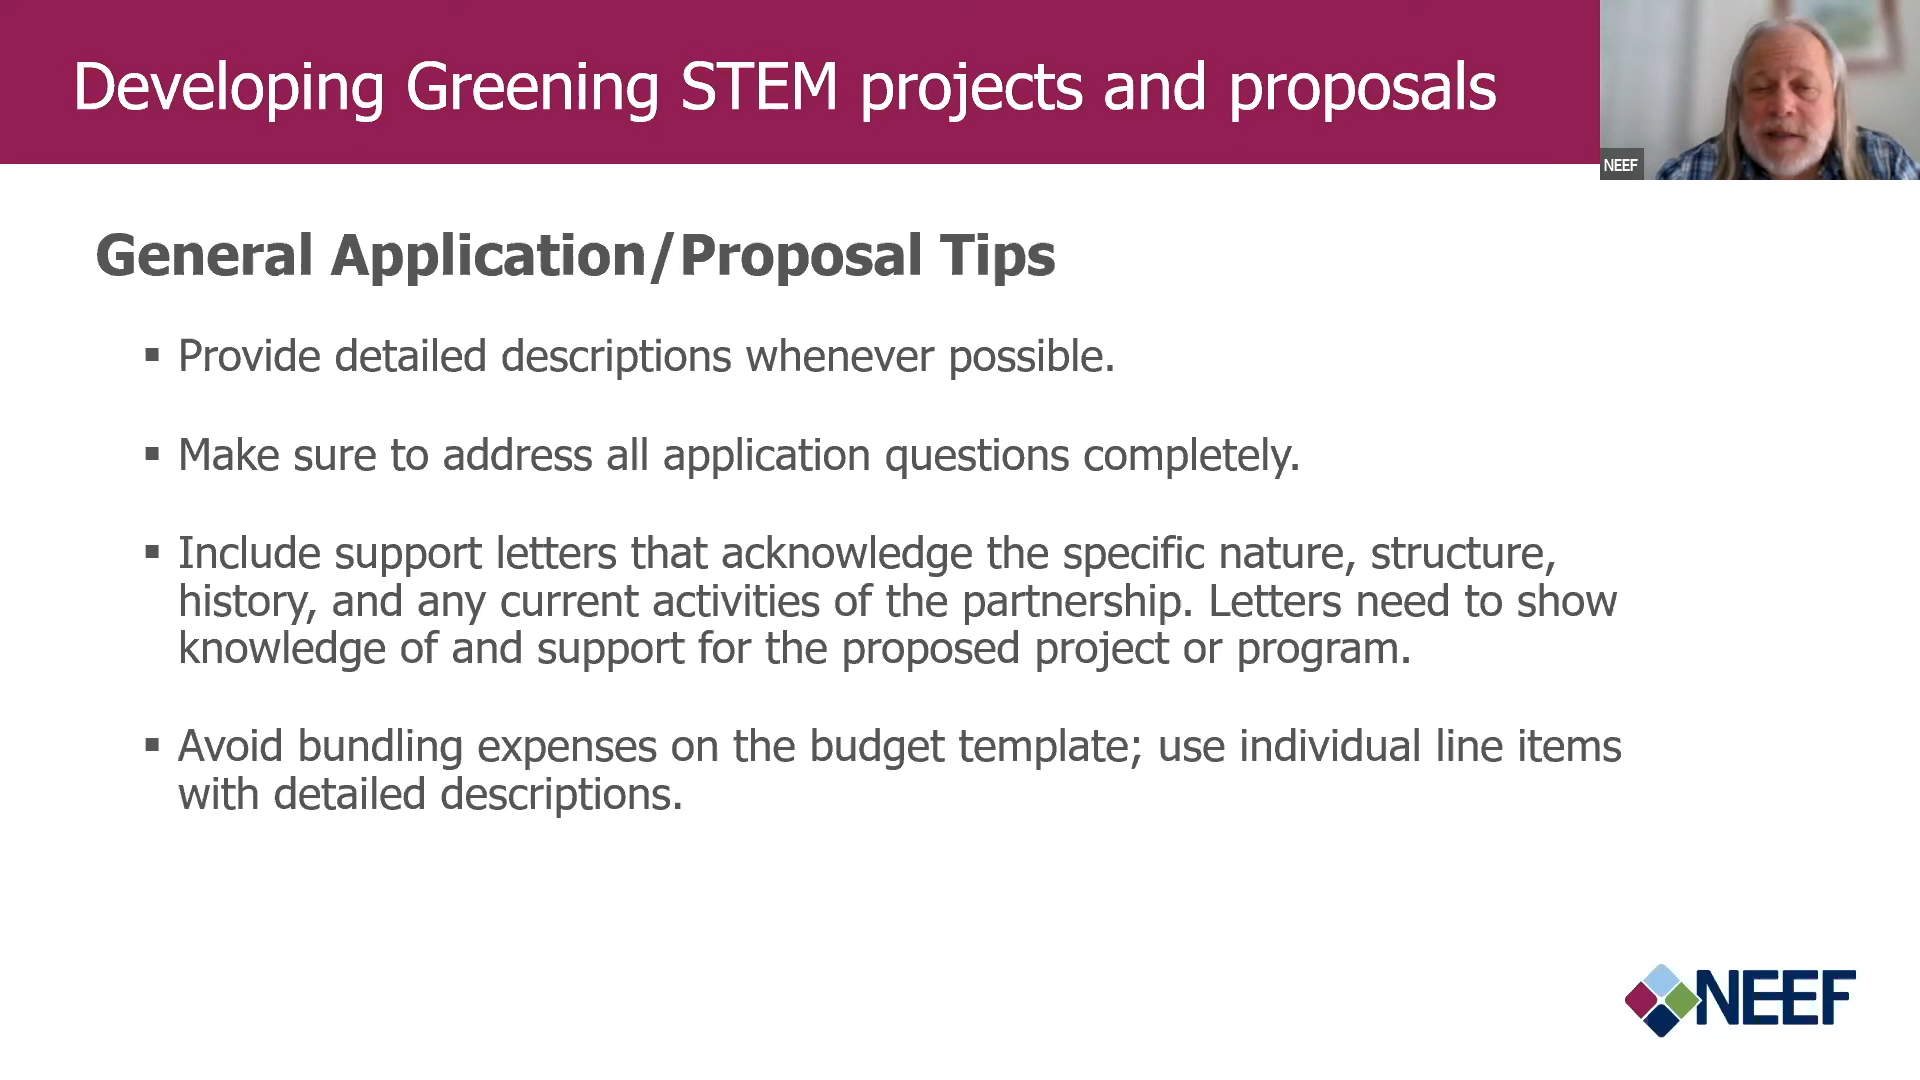 Developing Greening STEM projects and proposals
NEEF
General Application/Proposal Tips
▪ Provide detailed descriptions whenever possible.
▪ Make sure to address all application questions completely.
▪ Include support letters that acknowledge the specific nature, structure,
history, and any current activities of the partnership. Letters need to show
knowledge of and support for the proposed project or program.
▪ Avoid bundling expenses on the budget template; use individual line items
with detailed descriptions.
NEEF